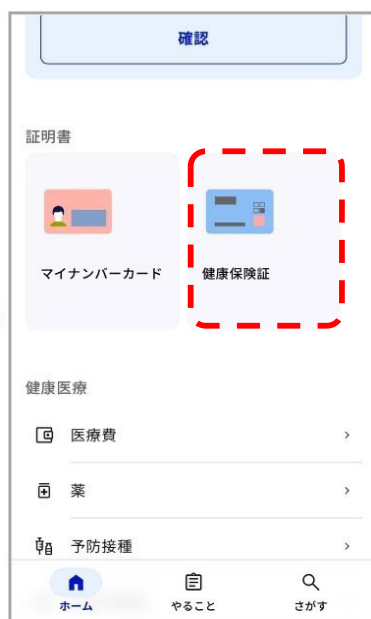 確認
証明書
マイナンバーカード
健康保険証
健康医療
医療費
薬
予防接種
ホーム
やること
さがす